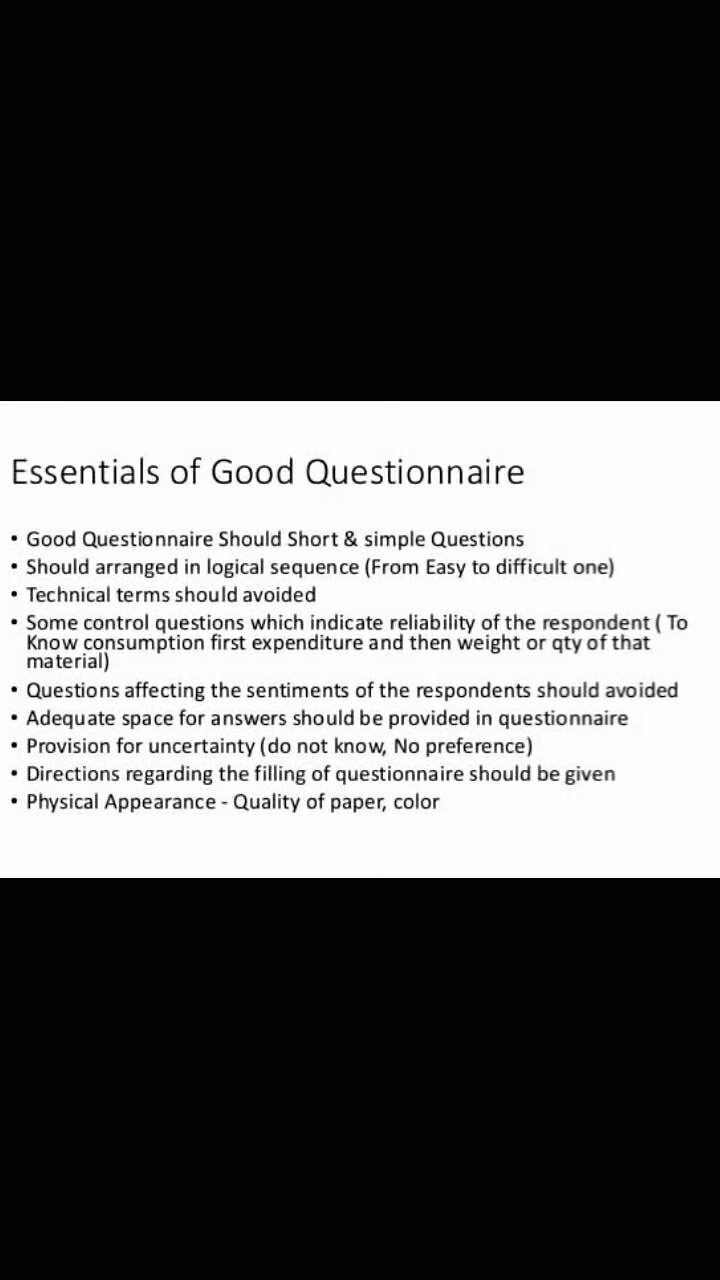 Essentials of Good Questionnaire
• Good Questionnaire Should Short & simple Questions
• Should arranged in logical sequence (From Easy to difficult one)
• Technical terms should avoided
• Some control questions which indicate reliability of the respondent ( To
Know consumption first expenditure and then weight or qty of that
material)
• Questions affecting the sentiments of the respondents should avoided
• Adequate space for answers should be provided in questionnaire
• Provision for uncertainty (do not know, No preference)
• Directions regarding the filling of questionnaire should be given
• Physical Appearance - Quality of paper, color